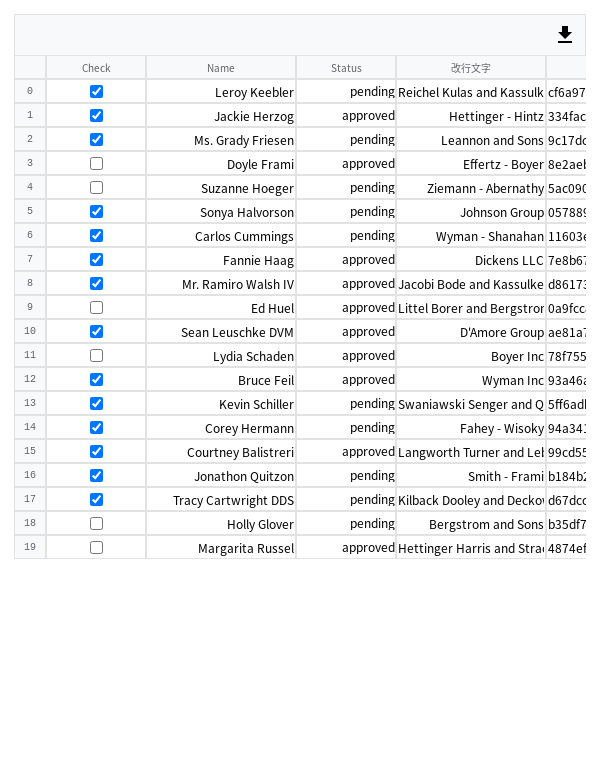 Check Name Status 改行文字
0 Leroy Keebler pending Reichel Kulas and Kassulk cf6a97
1 Jackie Herzog approved Hettinger - Hintz 334fac
2 Ms. Grady Friesen pending Leannon and Sons 9c17dc
3 Doyle Frami approved Effertz - Boyer 8e2aeb
4 Suzanne Hoeger pending Ziemann - Abernathy 5ac090
5 Sonya Halvorson pending Johnson Group 057889
6 Carlos Cummings pending Wyman - Shanahan 11603e
7 Fannie Haag approved Dickens LLC 7e8b67
8 Mr. Ramiro Walsh IV approved Jacobi Bode and Kassulke d86173
9 Ed Huel approved Littel Borer and Bergstror 0a9fcc
10 Sean Leuschke DVM approved D'Amore Group ae81a7
11 Lydia Schaden approved Boyer Inc 78f755
12 Bruce Feil approved Wyman Inc 93a46a
13 Kevin Schiller pending Swaniawski Senger and Q 5ff6ad
14 Corey Hermann pending Fahey - Wisoky 94a341
15 Courtney Balistreri approved Langworth Turner and Leb 99cd55
16 Jonathon Quitzon pending Smith - Frami b184b2
17 Tracy Cartwright DDS pending Kilback Dooley and Deckow d67dcc
18 Holly Glover pending Bergstrom and Sons b35df7
19 Margarita Russel approved Hettinger Harris and Strac 4874ef